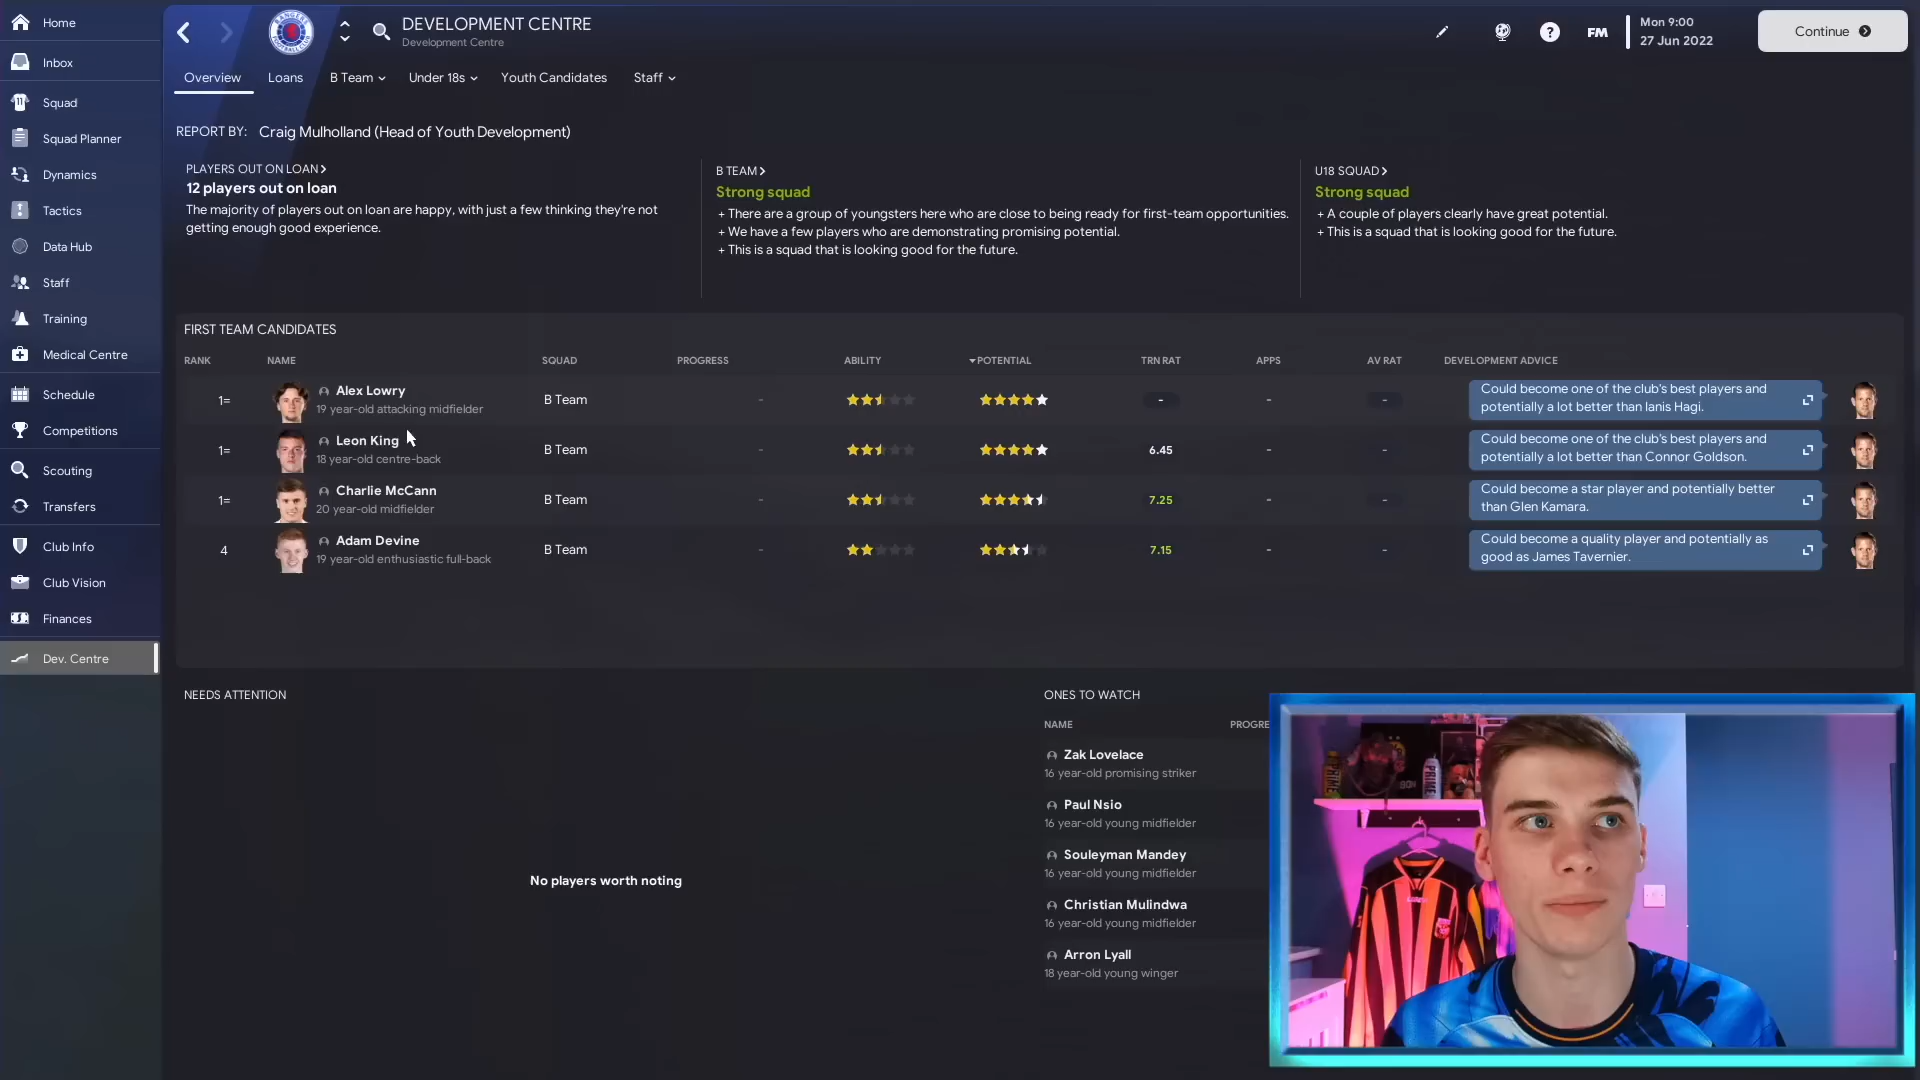 Home
Inbox
Squad
Squad Planner
Dynamics
Tactics
Data Hub
Staff
Training
Medical Centre
Schedule
Competitions
Scouting
Transfers
Club Info
Club Vision
Finances
Dev. Centre
DEVELOPMENT CENTRE
Development Centre
FM
Mon 9:00
27 Jun 2022
Continue
Overview Loans B Team Under 18s Youth Candidates Staff
REPORT BY: Craig Mulholland (Head of Youth Development)
PLAYERS OUT ON LOAN
12 players out on loan
The majority of players out on loan are happy, with just a few thinking they're not
getting enough good experience.
B TEAM
Strong squad
+ There are a group of youngsters here who are close to being ready for first-team opportunities.
+ We have a few players who are demonstrating promising potential.
+ This is a squad that is looking good for the future.
U18 SQUAD
Strong squad
+ A couple of players clearly have great potential.
+ This is a squad that is looking good for the future.
FIRST TEAM CANDIDATES
RANK NAME SQUAD PROGRESS ABILITY POTENTIAL TRN RAT APPS AV RAT DEVELOPMENT ADVICE
1= Alex Lowry B Team - - - -
19 year-old attacking midfielder
Could become one of the club's best players and
potentially a lot better than Ianis Hagi.
1= Leon King B Team - 6.45 - -
18 year-old centre-back
Could become one of the club's best players and
potentially a lot better than Connor Goldson.
1= Charlie McCann B Team - 7.25 - -
20 year-old midfielder
Could become a star player and potentially better
than Glen Kamara.
4 Adam Devine B Team - 7.15 - -
19 year-old enthusiastic full-back
Could become a quality player and potentially as
good as James Tavernier.
NEEDS ATTENTION
No players worth noting
ONES TO WATCH
NAME PROGRE
Zak Lovelace
16 year-old promising striker
Paul Nsio
16 year-old young midfielder
Souleyman Mandey
16 year-old young midfielder
Christian Mulindwa
16 year-old young midfielder
Arron Lyall
18 year-old young winger
PRIME